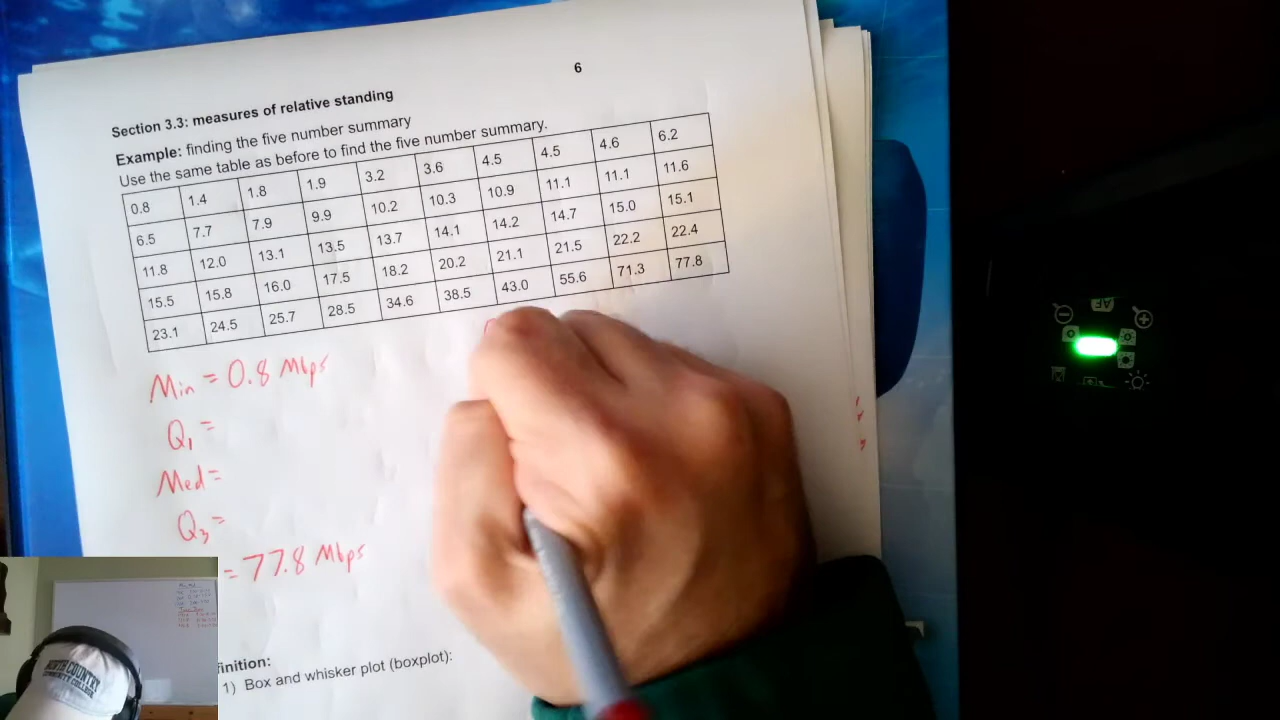 6
Section 3.3: measures of relative standing
Example: finding the five number summary
Use the same table as before to find the five number summary.
0.8 1.4 1.8 1.9 3.2 3.6 4.5 4.5 4.6 6.2
6.5 7.7 7.9 9.9 10.2 10.3 10.9 11.1 11.1 11.6
11.8 12.0 13.1 13.5 13.7 14.1 14.2 14.7 15.0 15.1
15.5 15.8 16.0 17.5 18.2 20.2 21.1 21.5 22.2 22.4
23.1 24.5 25.7 28.5 34.6 38.5 43.0 55.6 71.3 77.8
Min = 0.8 Mbps
Q1 =
Med =
Q3 =
= 77.8 Mbps
finition:
1) Box and whisker plot (boxplot):
AF
COMMUNITY COLLEGE